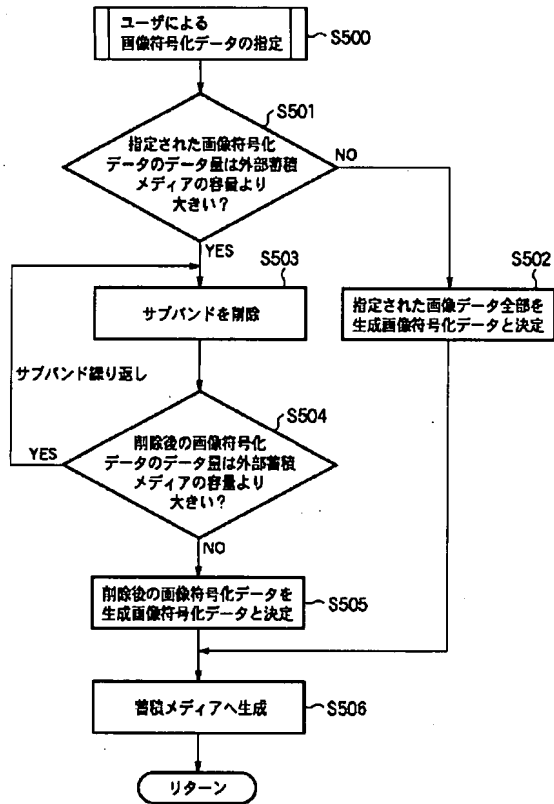 ユーザによる
画像符号化データの指定
S500
S501
指定された画像符号化
データのデータ量は外部蓄積
メディアの容量より
大きい?
NO
YES
S503
サブバンドを削除
S502
指定された画像データ全部を
生成画像符号化データと決定
サブバンド繰り返し
S504
YES
削除後の画像符号化
データのデータ量は外部蓄積
メディアの容量より
大きい?
NO
削除後の画像符号化データを
生成画像符号化データと決定
S505
蓄積メディアへ生成
S506
リターン